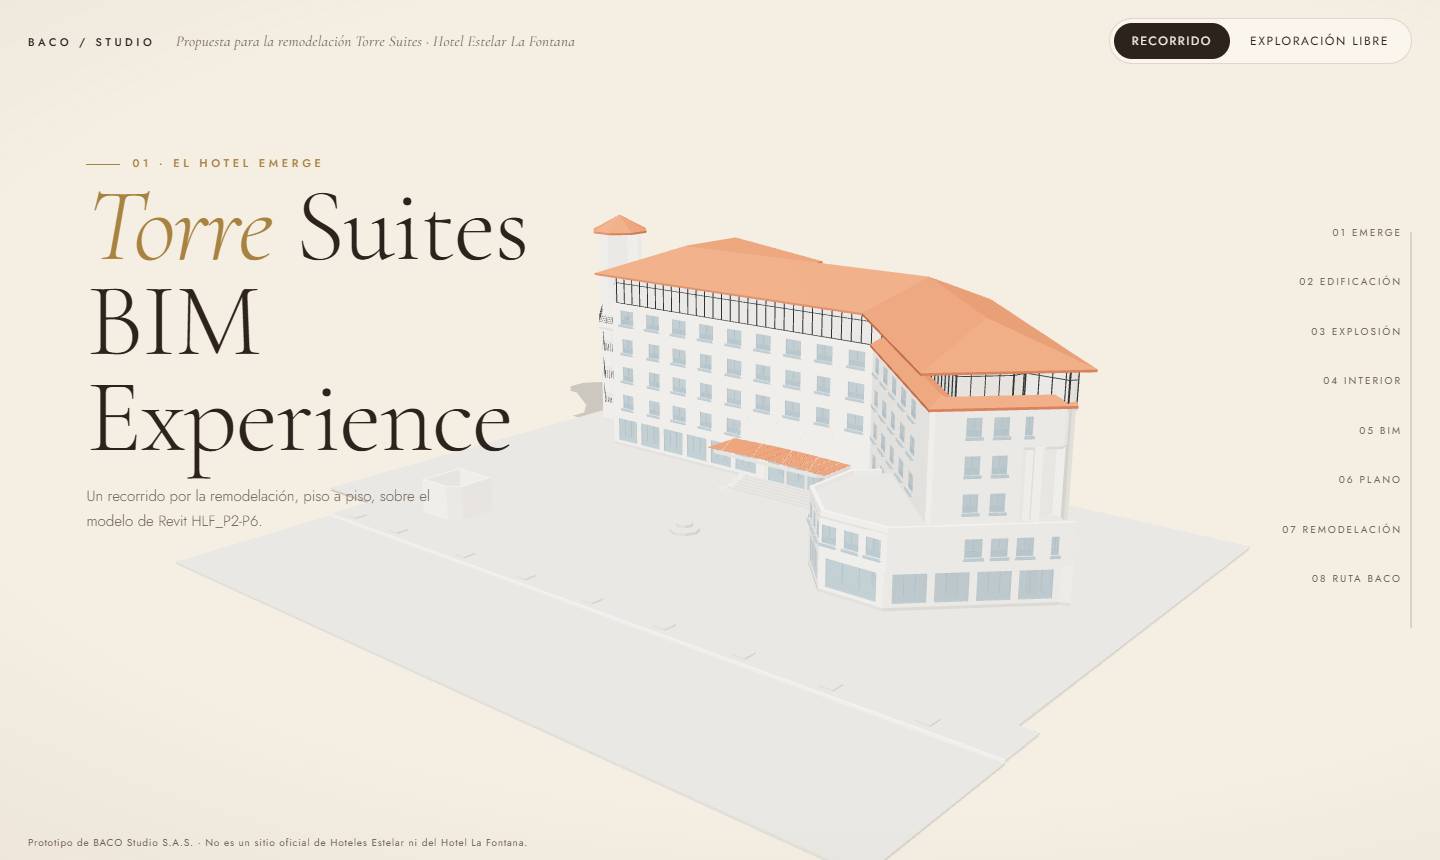 BACO / STUDIO
Propuesta para la remodelación Torre Suites · Hotel Estelar La Fontana
RECORRIDO
EXPLORACIÓN LIBRE
01 · EL HOTEL EMERGE
Torre Suites
BIM
Experience
Un recorrido por la remodelación, piso a piso, sobre el
modelo de Revit HLF_P2-P6.
01 EMERGE
02 EDIFICACIÓN
03 EXPLOSIÓN
04 INTERIOR
05 BIM
06 PLANO
07 REMODELACIÓN
08 RUTA BACO
Prototipo de BACO Studio S.A.S. · No es un sitio oficial de Hoteles Estelar ni del Hotel La Fontana.